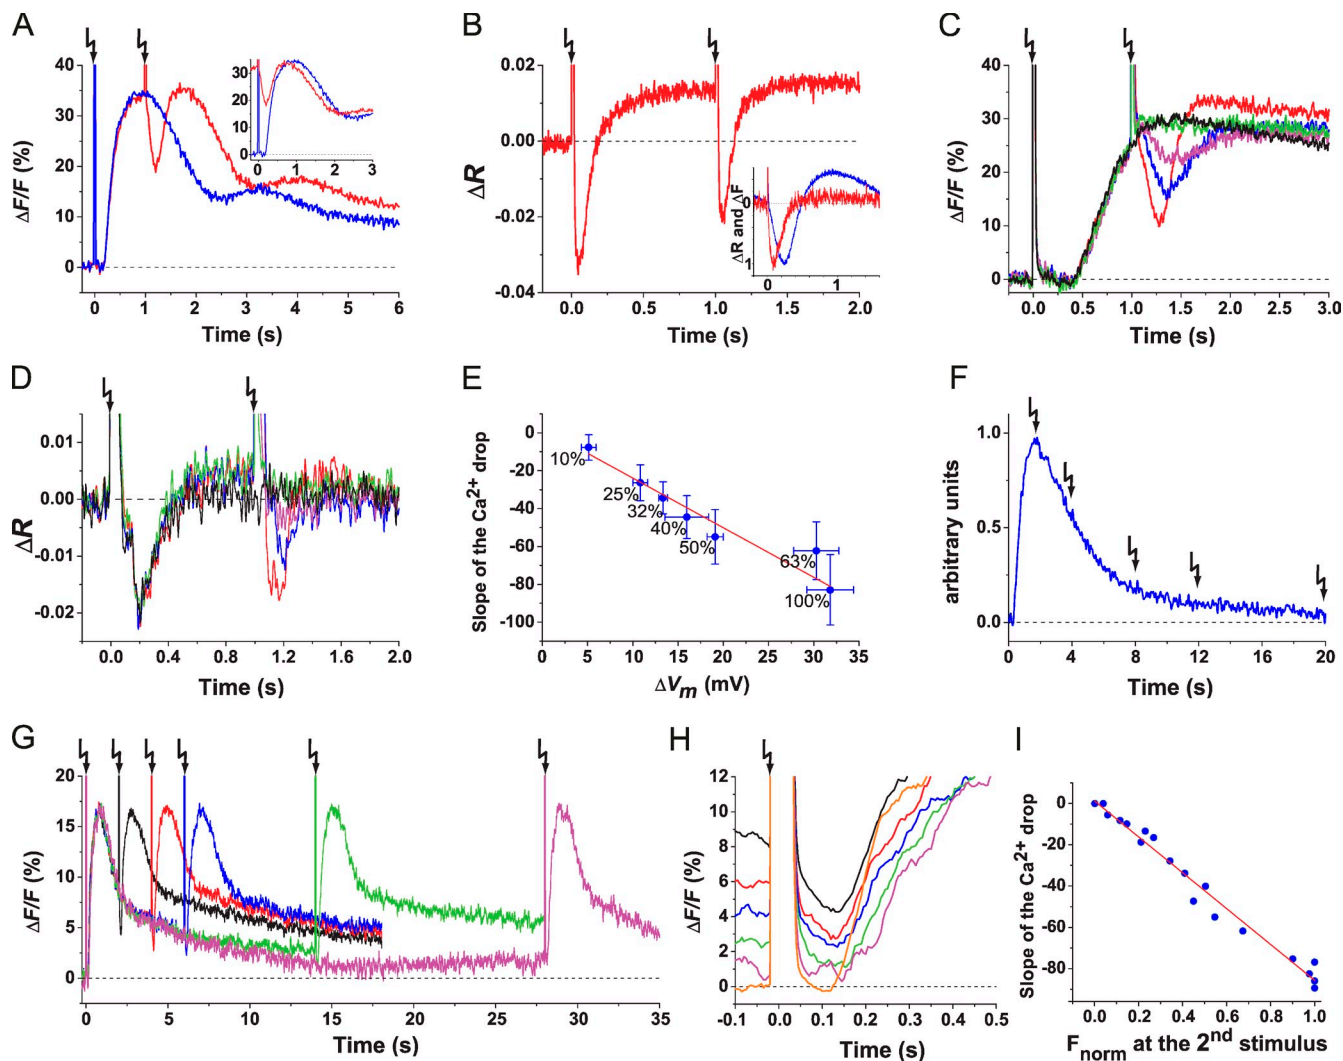 A
ΔF/F (%)
40
35
30
25
20
15
10
5
0
0 1 2 3 4 5 6
Time (s)
30
20
10
0
0 1 2 3
B
ΔR
0.02
0.00
-0.02
-0.04
0.0 0.5 1.0 1.5 2.0
Time (s)
ΔR and ΔF
0
1
0 1
C
ΔF/F (%)
40
30
20
10
0
0.0 0.5 1.0 1.5 2.0 2.5 3.0
Time (s)
D
ΔR
0.01
0.00
-0.01
-0.02
0.0 0.4 0.8 1.2 1.6 2.0
Time (s)
E
Slope of the Ca2+ drop
0
-20
-40
-60
-80
-100
10%
25%
32%
40%
50%
63%
100%
0 5 10 15 20 25 30 35
ΔVm (mV)
F
arbitrary units
1.0
0.5
0.0
0 4 8 12 16 20
Time (s)
G
ΔF/F (%)
20
15
10
5
0
0 5 10 15 20 25 30 35
Time (s)
H
ΔF/F (%)
12
10
8
6
4
2
0
-0.1 0.0 0.1 0.2 0.3 0.4 0.5
Time (s)
I
Slope of the Ca2+ drop
0
-20
-40
-60
-80
0.0 0.2 0.4 0.6 0.8 1.0
Fnorm at the 2nd stimulus